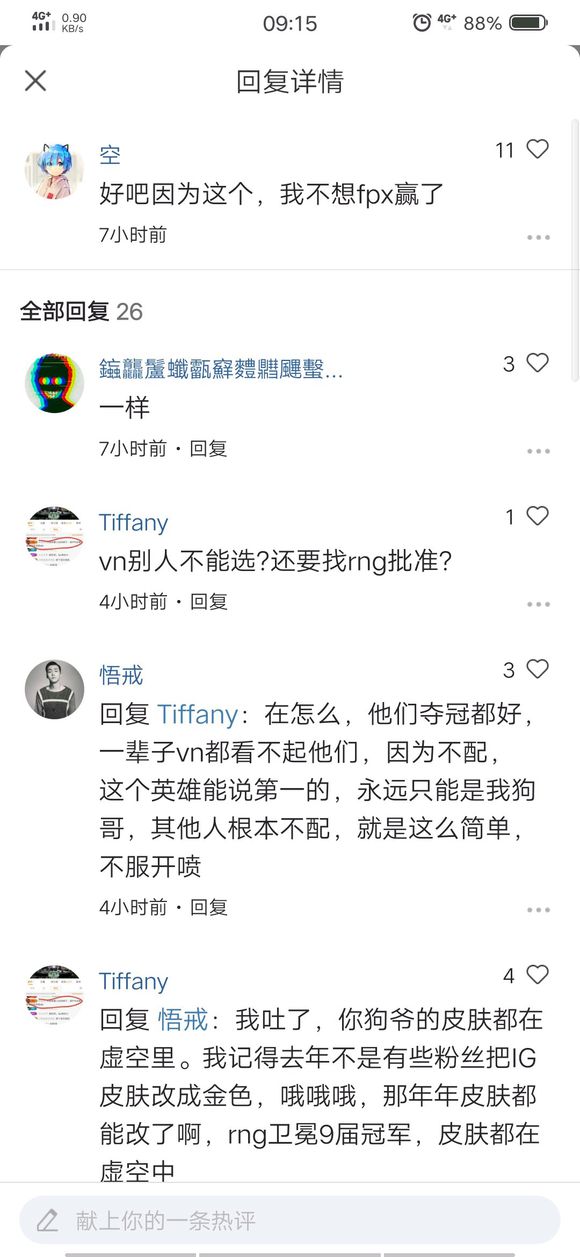 4G+ 0.90 KB/s 09:15 4G+ 88%
回复详情
空 11
好吧因为这个，我不想fpx赢了
7小时前
全部回复 26
3
一样
7小时前·回复
Tiffany 1
vn别人不能选?还要找rng批准?
4小时前·回复
悟戒 3
回复 Tiffany：在怎么，他们夺冠都好，
一辈子vn都看不起他们，因为不配，
这个英雄能说第一的，永远只能是我狗
哥，其他人根本不配，就是这么简单，
不服开喷
4小时前·回复
Tiffany 4
回复 悟戒：我吐了，你狗爷的皮肤都在
虚空里。我记得去年不是有些粉丝把IG
皮肤改成金色，哦哦哦，那年年皮肤都
能改了啊，rng卫冕9届冠军，皮肤都在
虚空中
献上你的一条热评